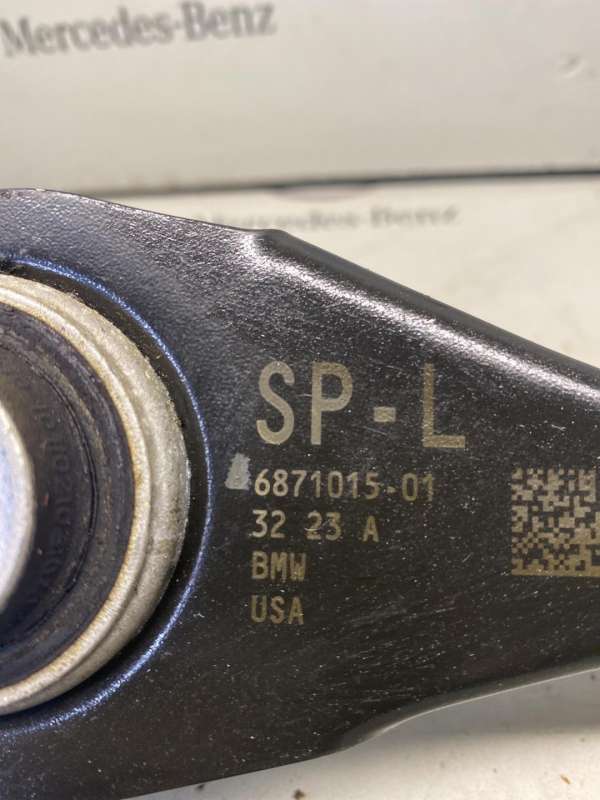 Mercedes-Benz
Mercedes-Benz
SP-L
6871015-01
32 23 A
BMW
USA